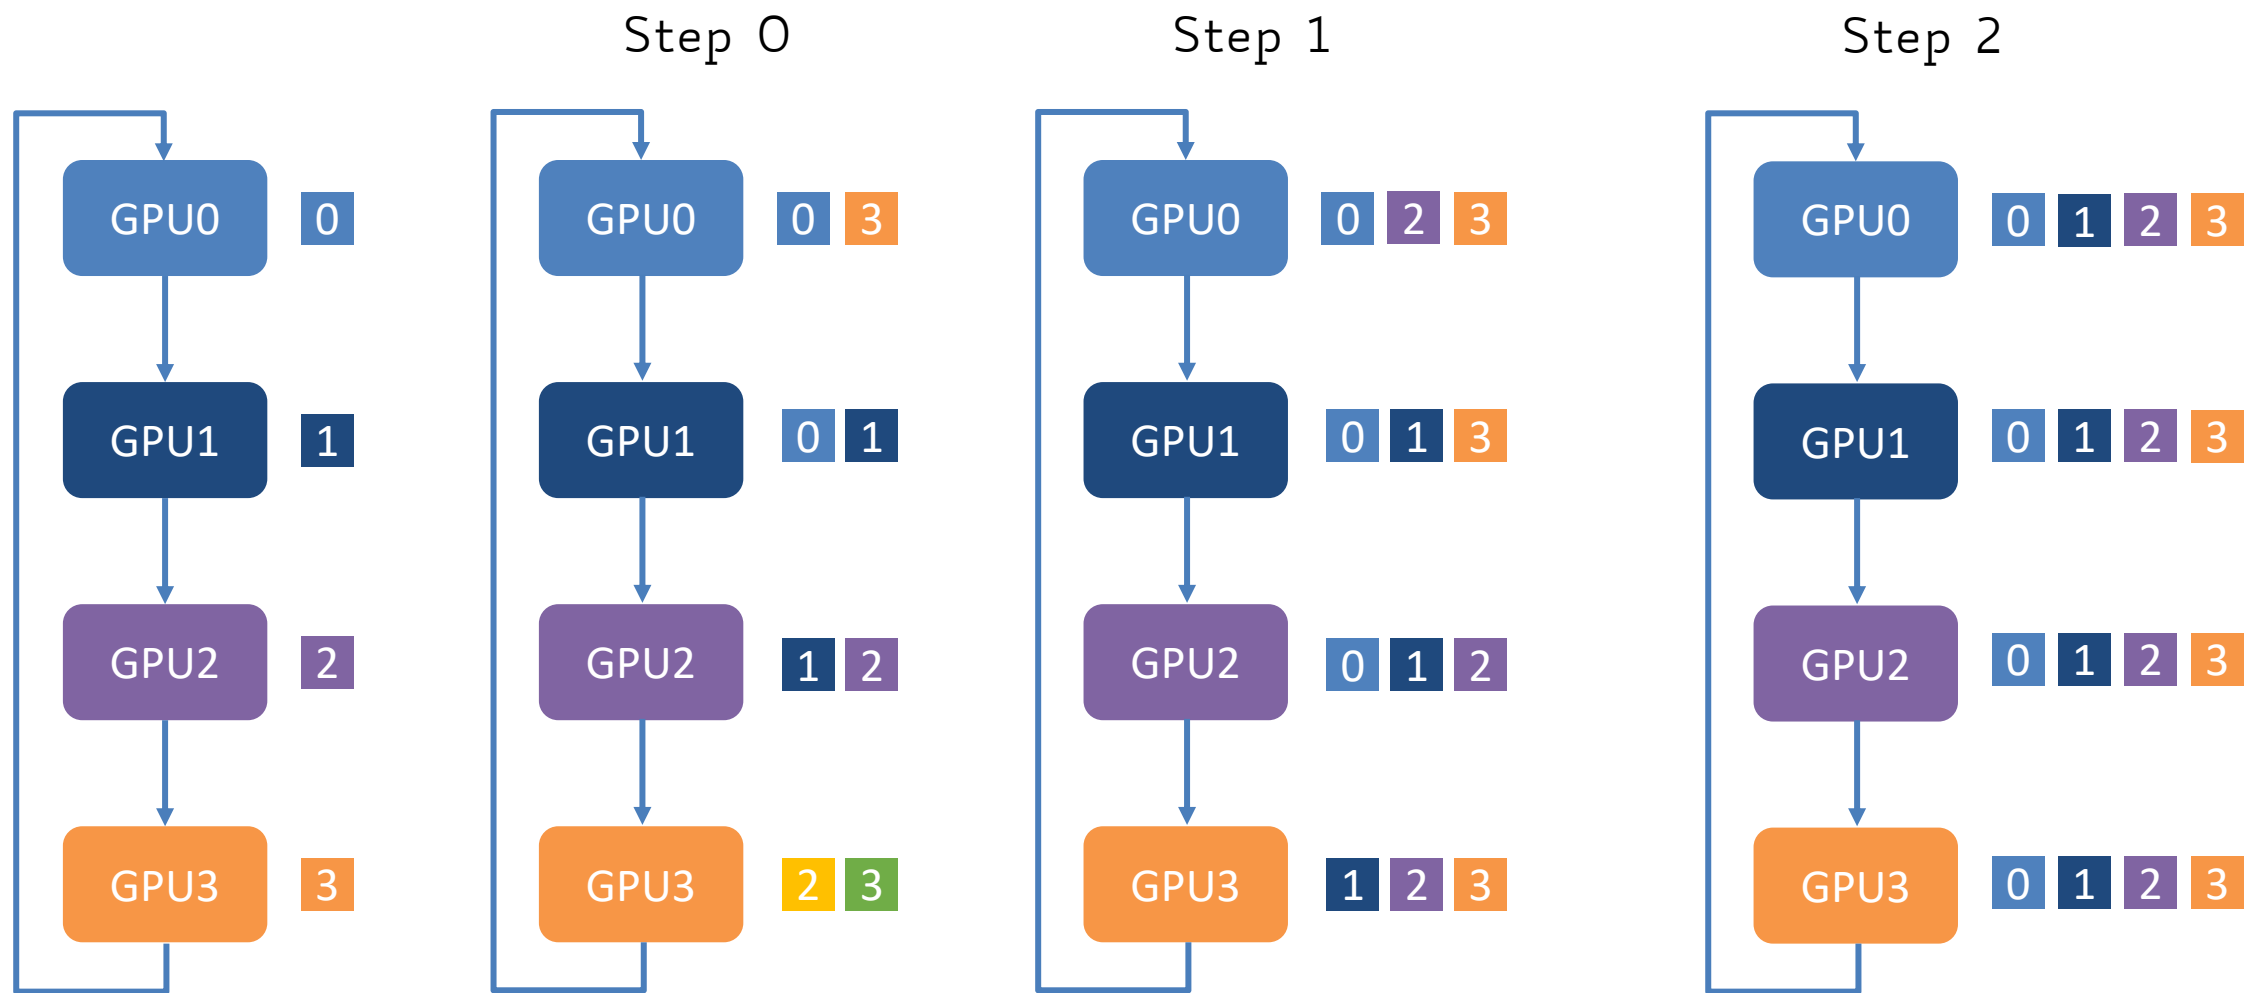 Step 0 Step 1 Step 2
GPU0 0 GPU0 0 3 GPU0 0 2 3 GPU0 0 1 2 3
GPU1 1 GPU1 0 1 GPU1 0 1 3 GPU1 0 1 2 3
GPU2 2 GPU2 1 2 GPU2 0 1 2 GPU2 0 1 2 3
GPU3 3 GPU3 2 3 GPU3 1 2 3 GPU3 0 1 2 3